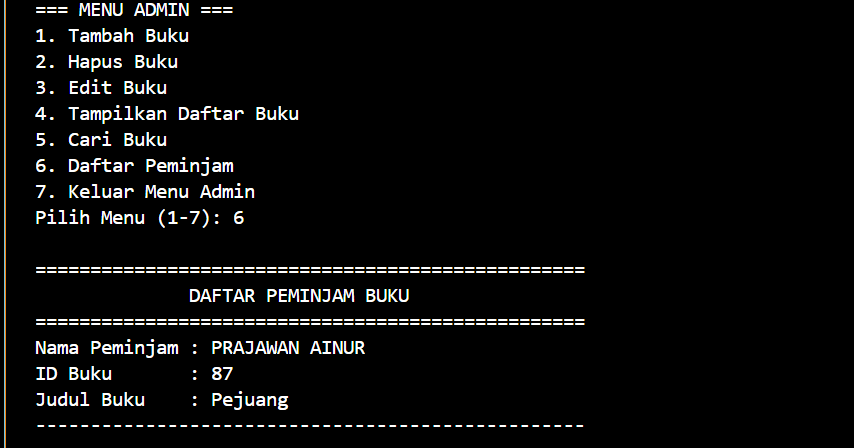 === MENU ADMIN ===
1. Tambah Buku
2. Hapus Buku
3. Edit Buku
4. Tampilkan Daftar Buku
5. Cari Buku
6. Daftar Peminjam
7. Keluar Menu Admin
Pilih Menu (1-7): 6
==================================================
DAFTAR PEMINJAM BUKU
==================================================
Nama Peminjam : PRAJAWAN AINUR
ID Buku       : 87
Judul Buku    : Pejuang
--------------------------------------------------